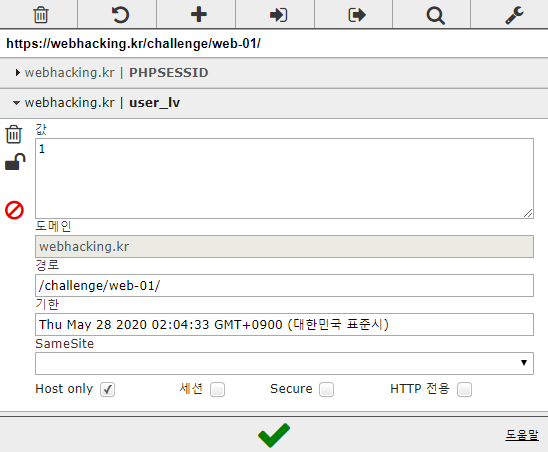 https://webhacking.kr/challenge/web-01/
webhacking.kr | PHPSESSID
webhacking.kr | user_lv
값
1
도메인
webhacking.kr
경로
/challenge/web-01/
기한
Thu May 28 2020 02:04:33 GMT+0900 (대한민국 표준시)
SameSite
Host only 세션 Secure HTTP 전용
도움말